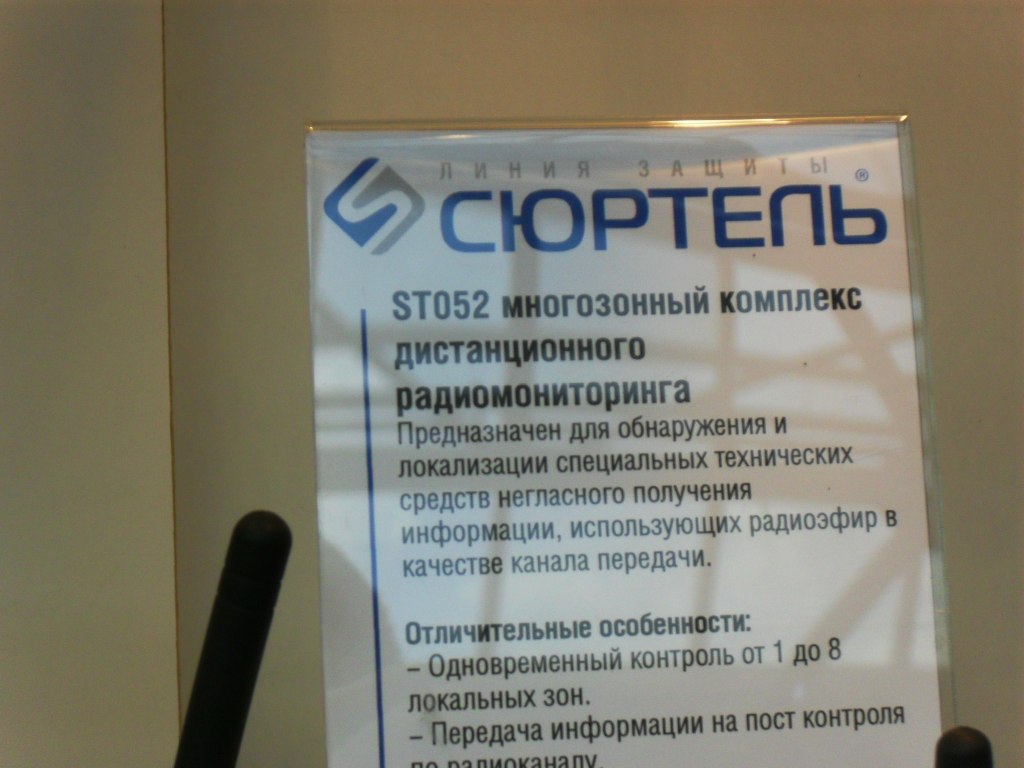 ЛИНИЯ ЗАЩИТЫ
СЮРТЕЛЬ®
ST052 многозонный комплекс
дистанционного
радиомониторинга
Предназначен для обнаружения и
локализации специальных технических
средств негласного получения
информации, использующих радиоэфир в
качестве канала передачи.
Отличительные особенности:
– Одновременный контроль от 1 до 8
локальных зон.
– Передача информации на пост контроля
по радиоканалу.